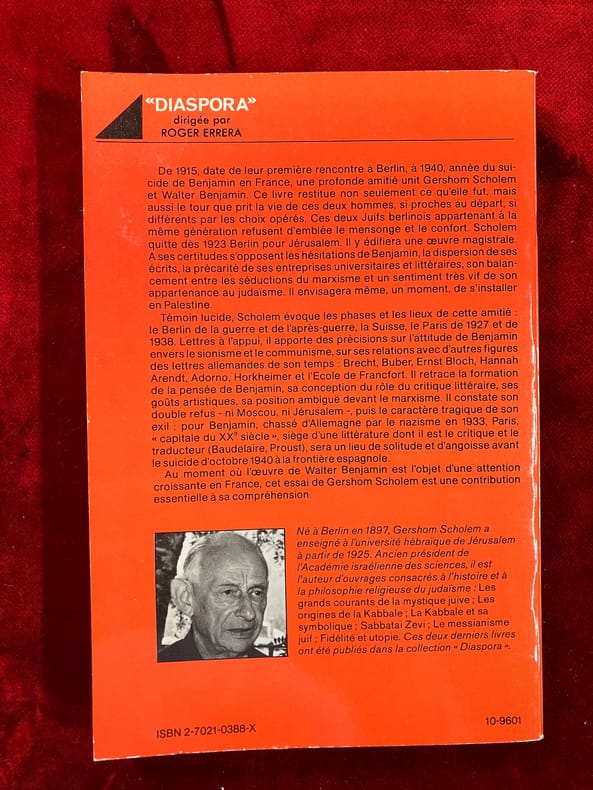 “DIASPORA”
dirigée par
ROGER ERRERA
De 1915, date de leur première rencontre à Berlin, à 1940, année du sui-
cide de Benjamin en France, une profonde amitié unit Gershom Scholem
et Walter Benjamin. Ce livre restitue non seulement ce qu'elle fut, mais
aussi le tour que prit la vie de ces deux hommes, si proches au départ, si
différents par les choix opérés. Ces deux Juifs berlinois appartenant à la
même génération refusent d'emblée le mensonge et le confort. Scholem
quitte dès 1923 Berlin pour Jérusalem. Il y édifiera une œuvre magistrale.
A ses certitudes s'opposent les hésitations de Benjamin, la dispersion de ses
écrits, la précarité de ses entreprises universitaires et littéraires, son balan-
cement entre les séductions du marxisme et un sentiment très vif de son
appartenance au judaïsme. Il envisagera même, un moment, de s'installer
en Palestine.
Témoin lucide, Scholem évoque les phases et les lieux de cette amitié :
le Berlin de la guerre et de l'après-guerre, la Suisse, le Paris de 1927 et de
1938. Lettres à l'appui, il apporte des précisions sur l'attitude de Benjamin
envers le sionisme et le communisme, sur ses relations avec d'autres figures
des lettres allemandes de son temps : Brecht, Buber, Ernst Bloch, Hannah
Arendt, Adorno, Horkheimer et l'Ecole de Francfort. Il retrace la formation
de la pensée de Benjamin, sa conception du rôle du critique littéraire, ses
goûts artistiques, sa position ambiguë devant le marxisme. Il constate son
double refus - ni Moscou, ni Jérusalem -, puis le caractère tragique de son
exil : pour Benjamin, chassé d'Allemagne par le nazisme en 1933, Paris,
« capitale du XXe siècle », siège d'une littérature dont il est le critique et le
traducteur (Baudelaire, Proust), sera un lieu de solitude et d'angoisse avant
le suicide d'octobre 1940 à la frontière espagnole.
Au moment où l'œuvre de Walter Benjamin est l'objet d'une attention
croissante en France, cet essai de Gershom Scholem est une contribution
essentielle à sa compréhension.
Né à Berlin en 1897, Gershom Scholem a
enseigné à l'université hébraïque de Jérusalem
à partir de 1925. Ancien président de
l'Académie israélienne des sciences, il est
l'auteur d'ouvrages consacrés à l'histoire et à
la philosophie religieuse du judaïsme : Les
grands courants de la mystique juive ; Les
origines de la Kabbale ; La Kabbale et sa
symbolique ; Sabbatai Zevi ; Le messianisme
juif ; Fidélité et utopie. Ces deux derniers livres
ont été publiés dans la collection « Diaspora ».
ISBN 2-7021-0388-X
10-9601